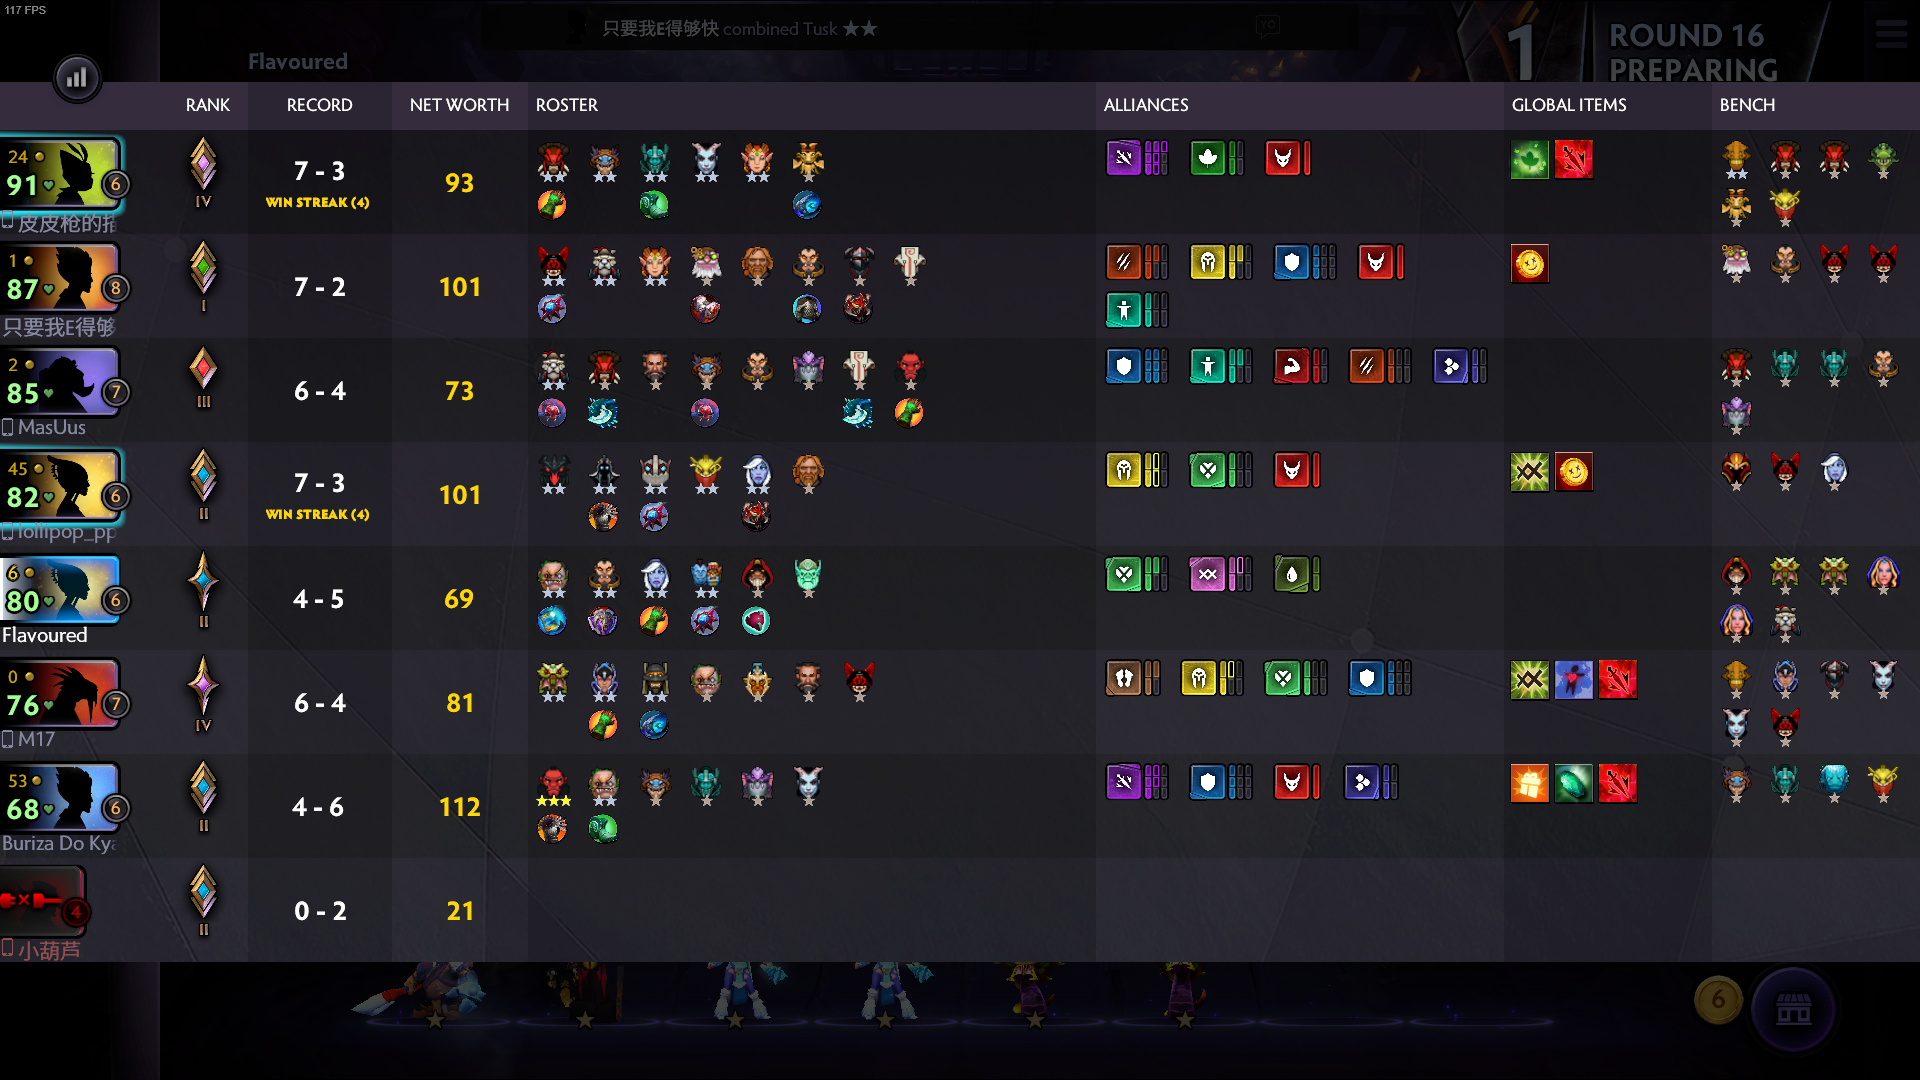 117 FPS
只要我E得够快 combined Tusk ★★
YO
Flavoured
1
ROUND 16
PREPARING
RANK RECORD NET WORTH ROSTER ALLIANCES GLOBAL ITEMS BENCH
24
91
6
IV
7 - 3
WIN STREAK (4)
93
皮皮枪的
1
87
8
I
7 - 2
101
只要我E得够
2
85
7
III
6 - 4
73
MasUus
45
82
6
II
7 - 3
WIN STREAK (4)
101
lollipop_pp
6
80
6
II
4 - 5
69
Flavoured
0
76
7
IV
6 - 4
81
M17
53
68
6
II
4 - 6
112
Buriza Do Kya
4
II
0 - 2
21
小葫芦
6